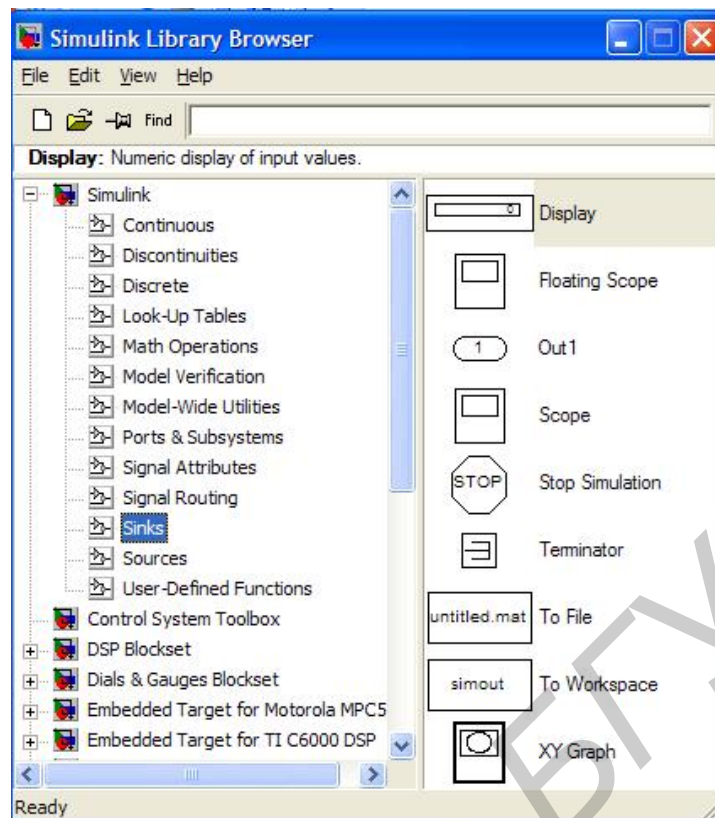 Simulink Library Browser
File Edit View Help
Find
Display: Numeric display of input values.
Simulink
Continuous
Discontinuities
Discrete
Look-Up Tables
Math Operations
Model Verification
Model-Wide Utilities
Ports & Subsystems
Signal Attributes
Signal Routing
Sinks
Sources
User-Defined Functions
Control System Toolbox
DSP Blockset
Dials & Gauges Blockset
Embedded Target for Motorola MPC5
Embedded Target for TI C6000 DSP
Display
Floating Scope
1 Out1
Scope
STOP Stop Simulation
Terminator
untitled.mat To File
simout To Workspace
XY Graph
Ready
БГУ